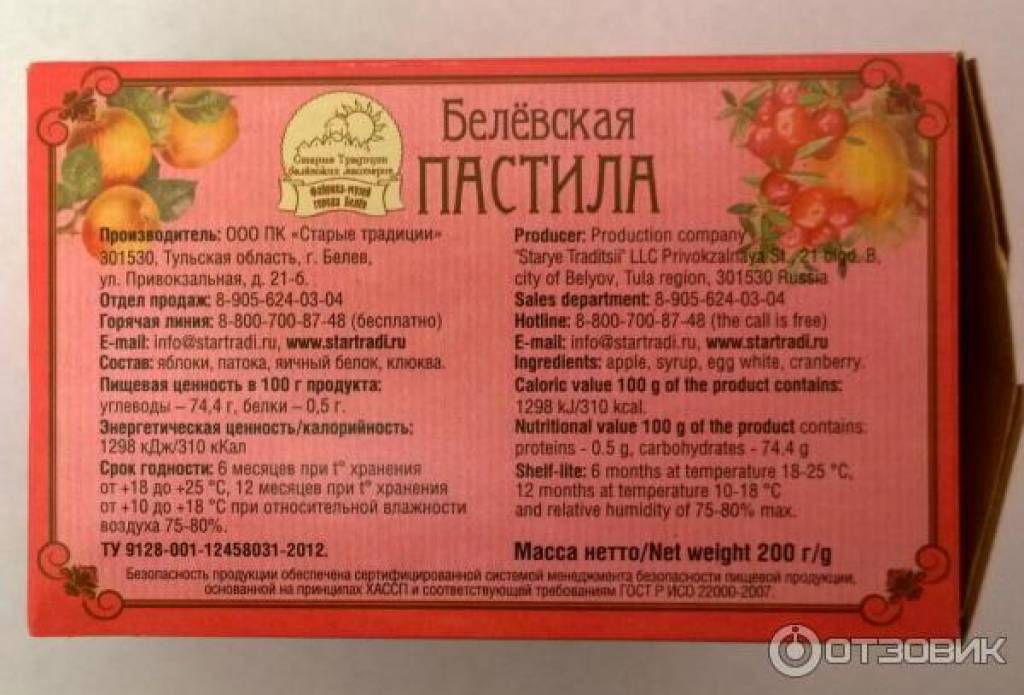 Старые Традиции
белёвских мастеров
Фабрика-музей
города Белёв
Белёвская
ПАСТИЛА
Производитель: ООО ПК «Старые традиции»
301530, Тульская область, г. Белев,
ул. Привокзальная, д. 21-б.
Отдел продаж: 8-905-624-03-04
Горячая линия: 8-800-700-87-48 (бесплатно)
E-mail: info@startradi.ru, www.startradi.ru
Состав: яблоки, патока, яичный белок, клюква.
Пищевая ценность в 100 г продукта:
углеводы – 74,4 г, белки – 0,5 г.
Энергетическая ценность/калорийность:
1298 кДж/310 кКал
Срок годности: 6 месяцев при t° хранения
от +18 до +25 °С, 12 месяцев при t° хранения
от +10 до +18 °С при относительной влажности
воздуха 75-80%.
ТУ 9128-001-12458031-2012.
Producer: Production company
"Starye Traditsii" LLC Privokzalnaya St., 21 bldg. B,
city of Belyov, Tula region, 301530 Russia
Sales department: 8-905-624-03-04
Hotline: 8-800-700-87-48 (the call is free)
E-mail: info@startradi.ru, www.startradi.ru
Ingredients: apple, syrup, egg white, cranberry.
Caloric value 100 g of the product contains:
1298 kJ/310 kcal.
Nutritional value 100 g of the product contains:
proteins - 0.5 g, carbohydrates - 74.4 g
Shelf-lite: 6 months at temperature 18-25 °C,
12 months at temperature 10-18 °C
and relative humidity of 75-80% max.
Масса нетто/Net weight 200 г/g
Безопасность продукции обеспечена сертифицированной системой менеджмента безопасности пищевой продукции,
основанной на принципах ХАССП и соответствующей требованиям ГОСТ Р ИСО 22000-2007.
ОТЗОВИК